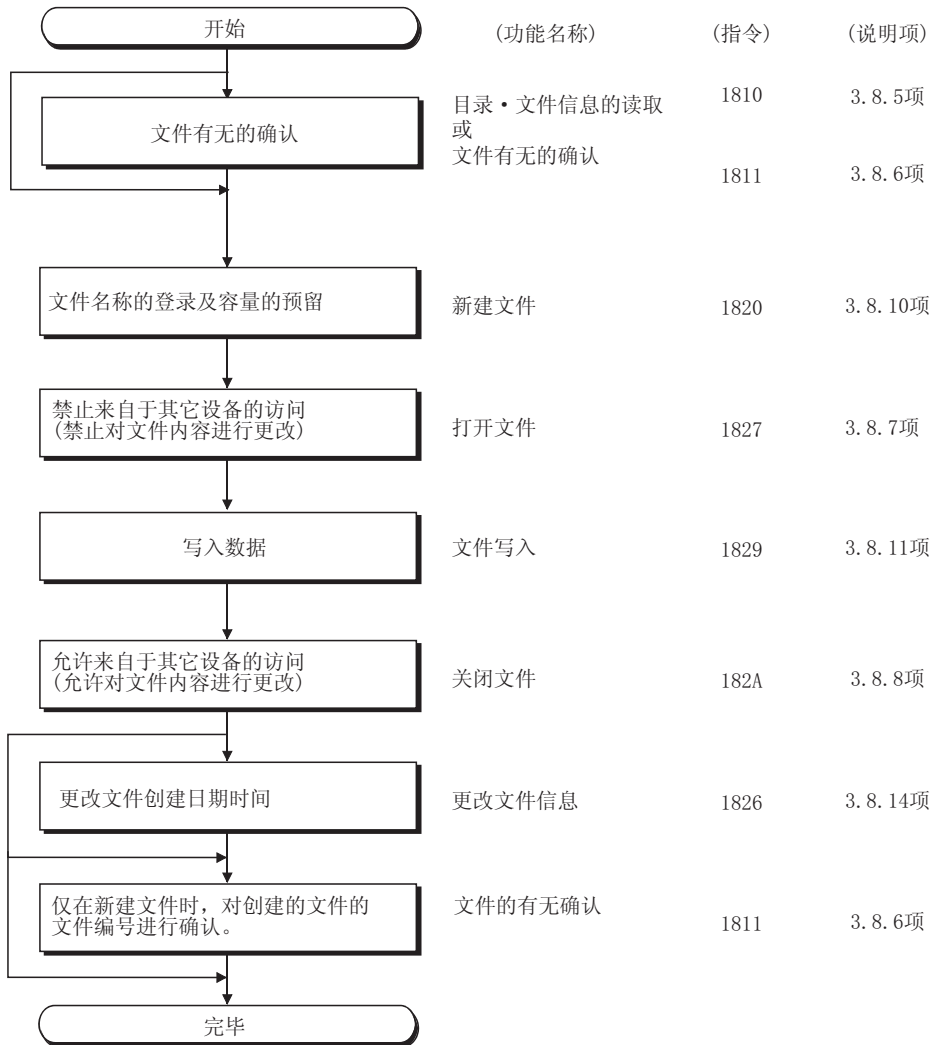 开始
(功能名称) (指令) (说明项)
文件有无的确认
目录·文件信息的读取 1810 3.8.5项
或
文件有无的确认 1811 3.8.6项
文件名称的登录及容量的预留 新建文件 1820 3.8.10项
禁止来自于其它设备的访问
(禁止对文件内容进行更改) 打开文件 1827 3.8.7项
写入数据 文件写入 1829 3.8.11项
允许来自于其它设备的访问
(允许对文件内容进行更改) 关闭文件 182A 3.8.8项
更改文件创建日期时间 更改文件信息 1826 3.8.14项
仅在新建文件时，对创建的文件的
文件编号进行确认。 文件的有无确认 1811 3.8.6项
完毕